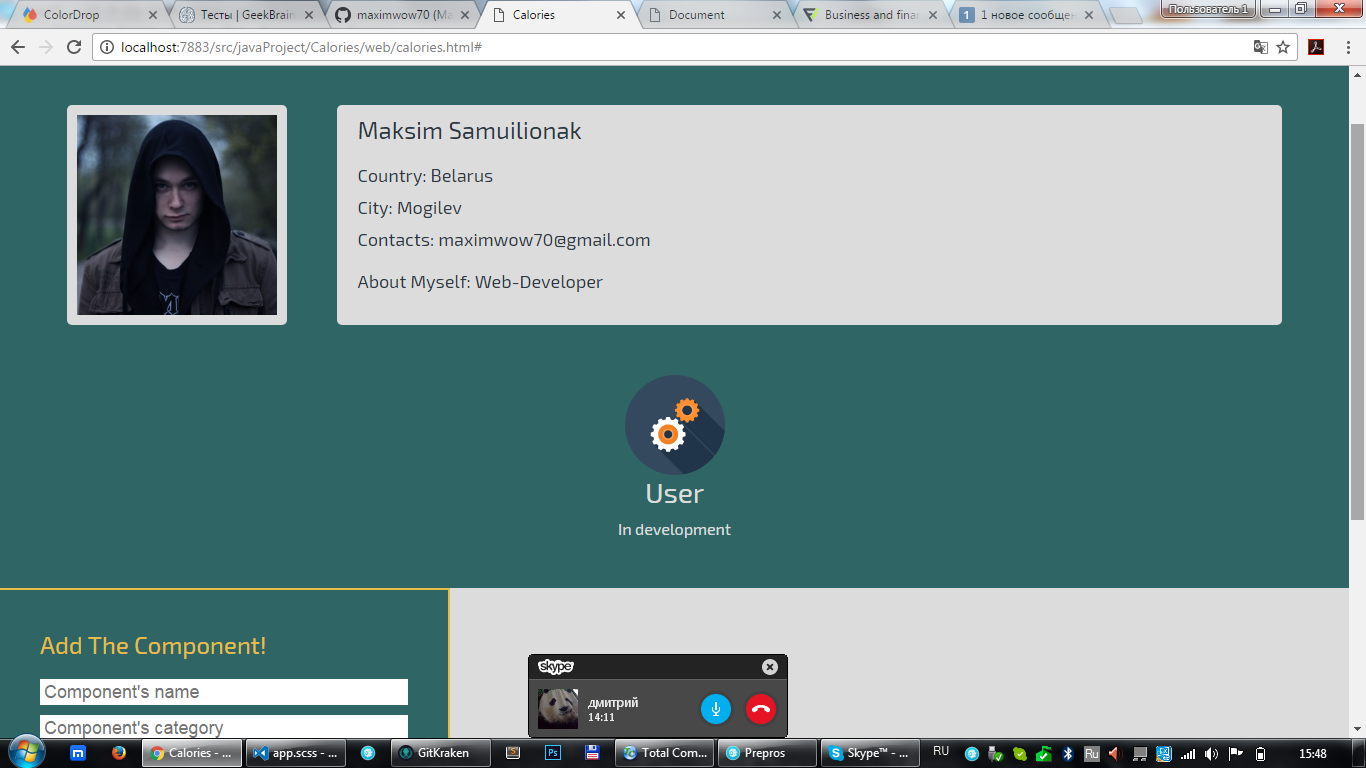 ColorDrop
Тесты | GeekBrain
maximwow70 (Ma
Calories
Document
Business and finan
1 новое сообщен
Пользователь 1
localhost:7883/src/javaProject/Calories/web/calories.html#
Maksim Samuilionak
Country: Belarus
City: Mogilev
Contacts: maximwow70@gmail.com
About Myself: Web-Developer
User
In development
Add The Component!
Component's name
Component's category
skype
дмитрий
14:11
Calories - ...
app.scss - ...
GitKraken
Ps
Total Com...
Prepros
Skype™ - ...
RU
Ru
15:48